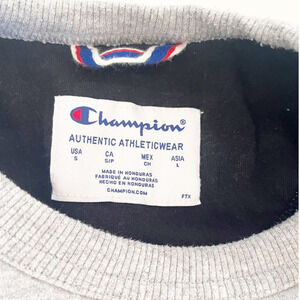 Champion
AUTHENTIC ATHLETICWEAR
USA CA MEX ASIA
S S/P CH L
MADE IN HONDURAS
FABRIQUÉ AU HONDURAS
HECHO EN HONDURAS
CHAMPION.COM
FTX